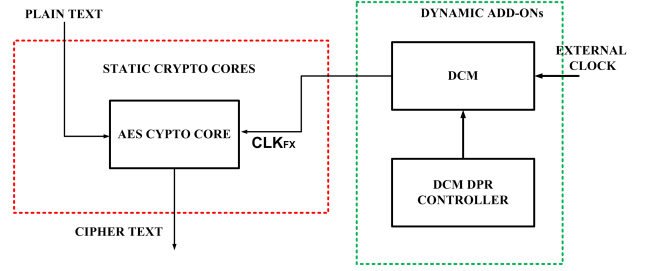 PLAIN TEXT
DYNAMIC ADD-ONs
STATIC CRYPTO CORES
DCM
EXTERNAL
CLOCK
AES CYPTO CORE
CLKFX
DCM DPR
CONTROLLER
CIPHER TEXT